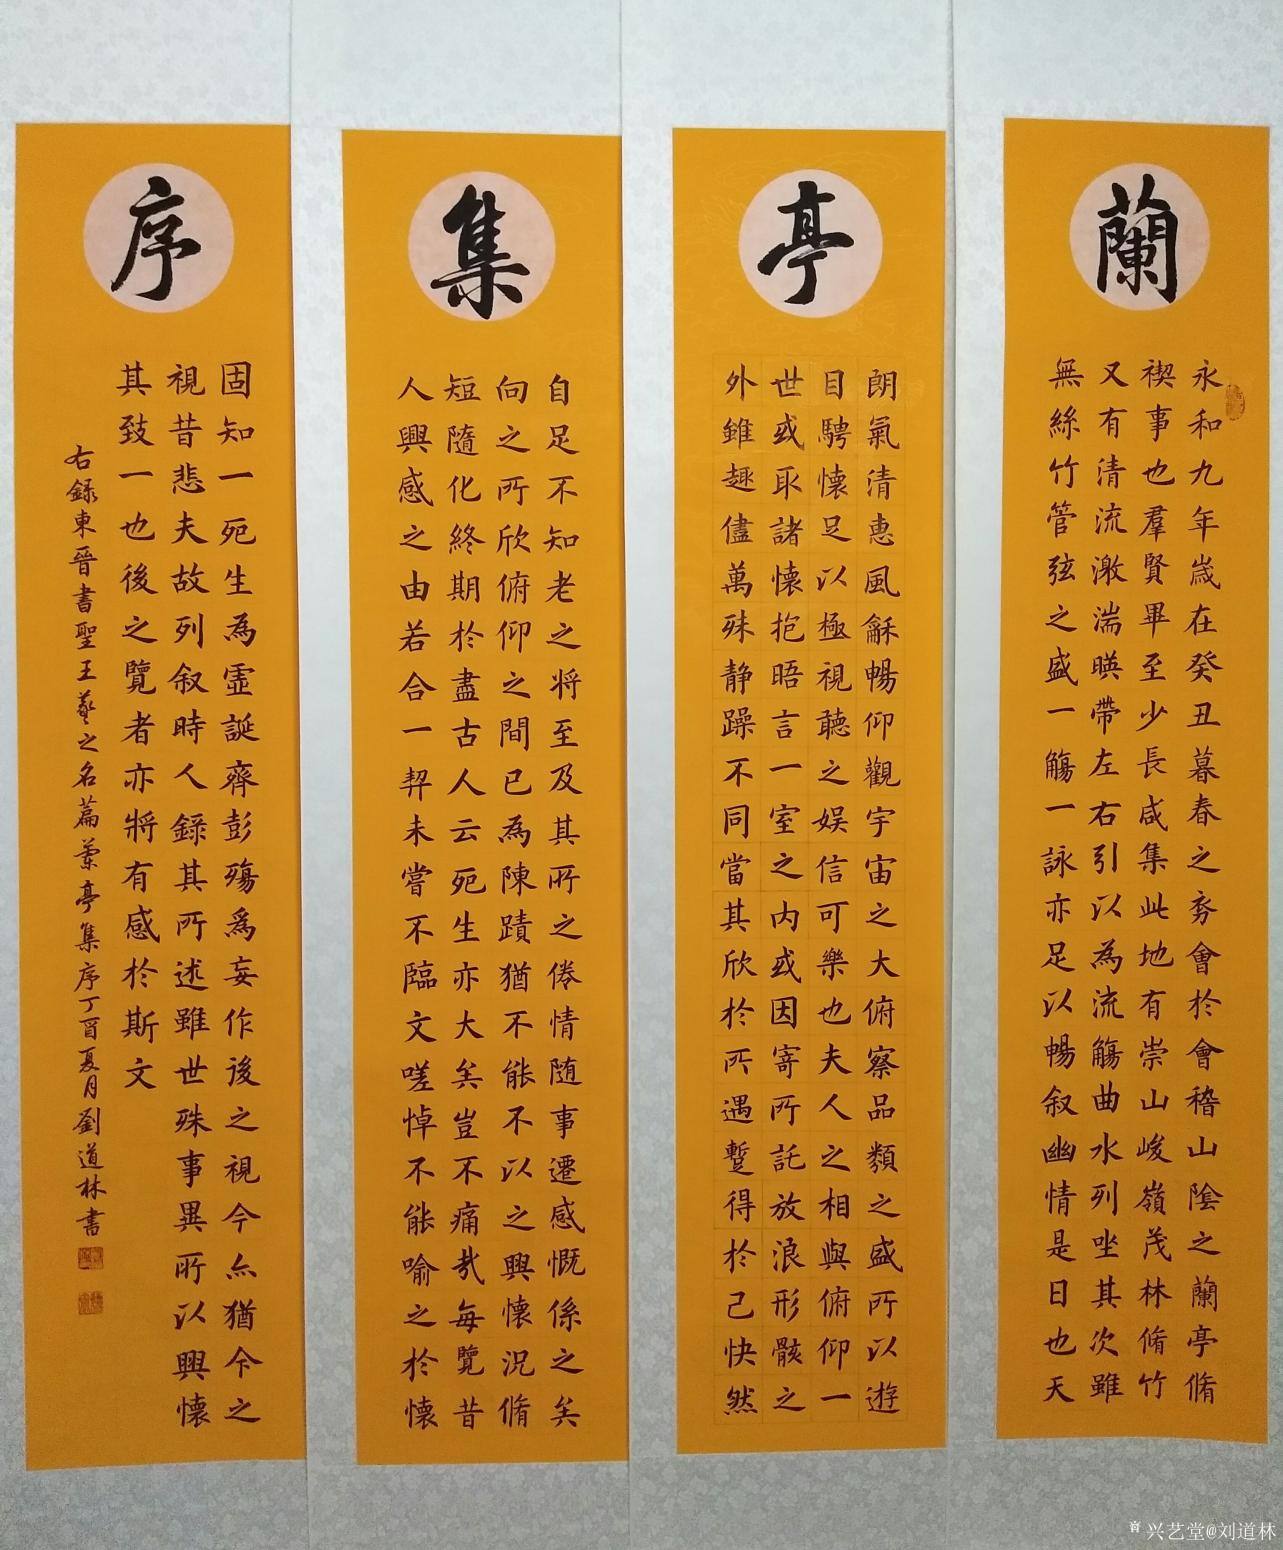 蘭
永和九年嵗在癸丑暮春之初會於會稽山陰之蘭亭脩
禊事也羣賢畢至少長咸集此地有崇山峻嶺茂林脩竹
又有清流激湍暎帶左右引以為流觴曲水列坐其次雖
無絲竹管弦之盛一觴一詠亦足以暢叙幽情是日也天
亭
朗氣清惠風龢暢仰觀宇宙之大俯察品類之盛所以遊
目騁懷足以極視聽之娱信可樂也夫人之相與俯仰一
世或取諸懷抱晤言一室之内或因寄所託放浪形骸之
外雖趣儘萬殊静躁不同當其欣於所遇蹔得於己快然
集
自足不知老之将至及其所之倦情随事遷感慨係之矣
向之所欣俯仰之間已為陳蹟猶不能不以之興懷況脩
短隨化終期於盡古人云死生亦大矣豈不痛哉每覽昔
人興感之由若合一契未嘗不臨文嗟悼不能喻之於懷
序
固知一死生為虛誕齊彭殤爲妄作後之視今亦猶今之
視昔悲夫故列叙時人録其所述雖世殊事異所以興懷
其致一也後之覽者亦將有感於斯文
右錄東晉書聖王羲之名篇蘭亭集序丁酉夏月劉道林書
兴艺堂@刘道林